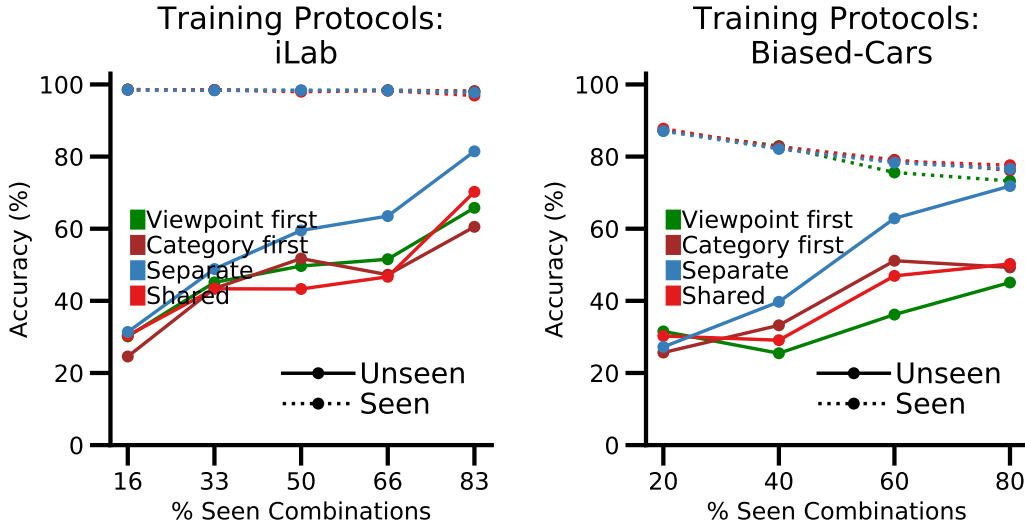 Training Protocols:
iLab
Accuracy (%)
100
80
60
40
20
0
Viewpoint first
Category first
Separate
Shared
Unseen
Seen
16 33 50 66 83
% Seen Combinations
Training Protocols:
Biased-Cars
Accuracy (%)
100
80
60
40
20
0
Viewpoint first
Category first
Separate
Shared
Unseen
Seen
20 40 60 80
% Seen Combinations